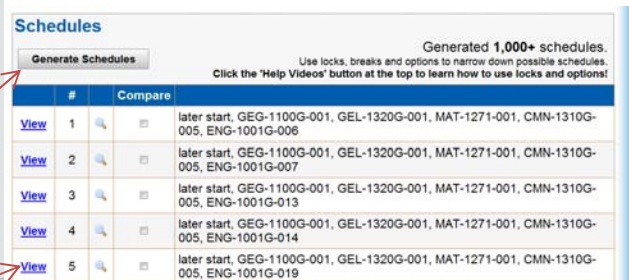 Schedules
Generate Schedules
Generated 1,000+ schedules.
Use locks, breaks and options to narrow down possible schedules.
Click the 'Help Videos' button at the top to learn how to use locks and options!
# Compare
View 1 later start, GEG-1100G-001, GEL-1320G-001, MAT-1271-001, CMN-1310G-
005, ENG-1001G-006
View 2 later start, GEG-1100G-001, GEL-1320G-001, MAT-1271-001, CMN-1310G-
005, ENG-1001G-007
View 3 later start, GEG-1100G-001, GEL-1320G-001, MAT-1271-001, CMN-1310G-
005, ENG-1001G-013
View 4 later start, GEG-1100G-001, GEL-1320G-001, MAT-1271-001, CMN-1310G-
005, ENG-1001G-014
View 5 later start, GEG-1100G-001, GEL-1320G-001, MAT-1271-001, CMN-1310G-
005, ENG-1001G-019